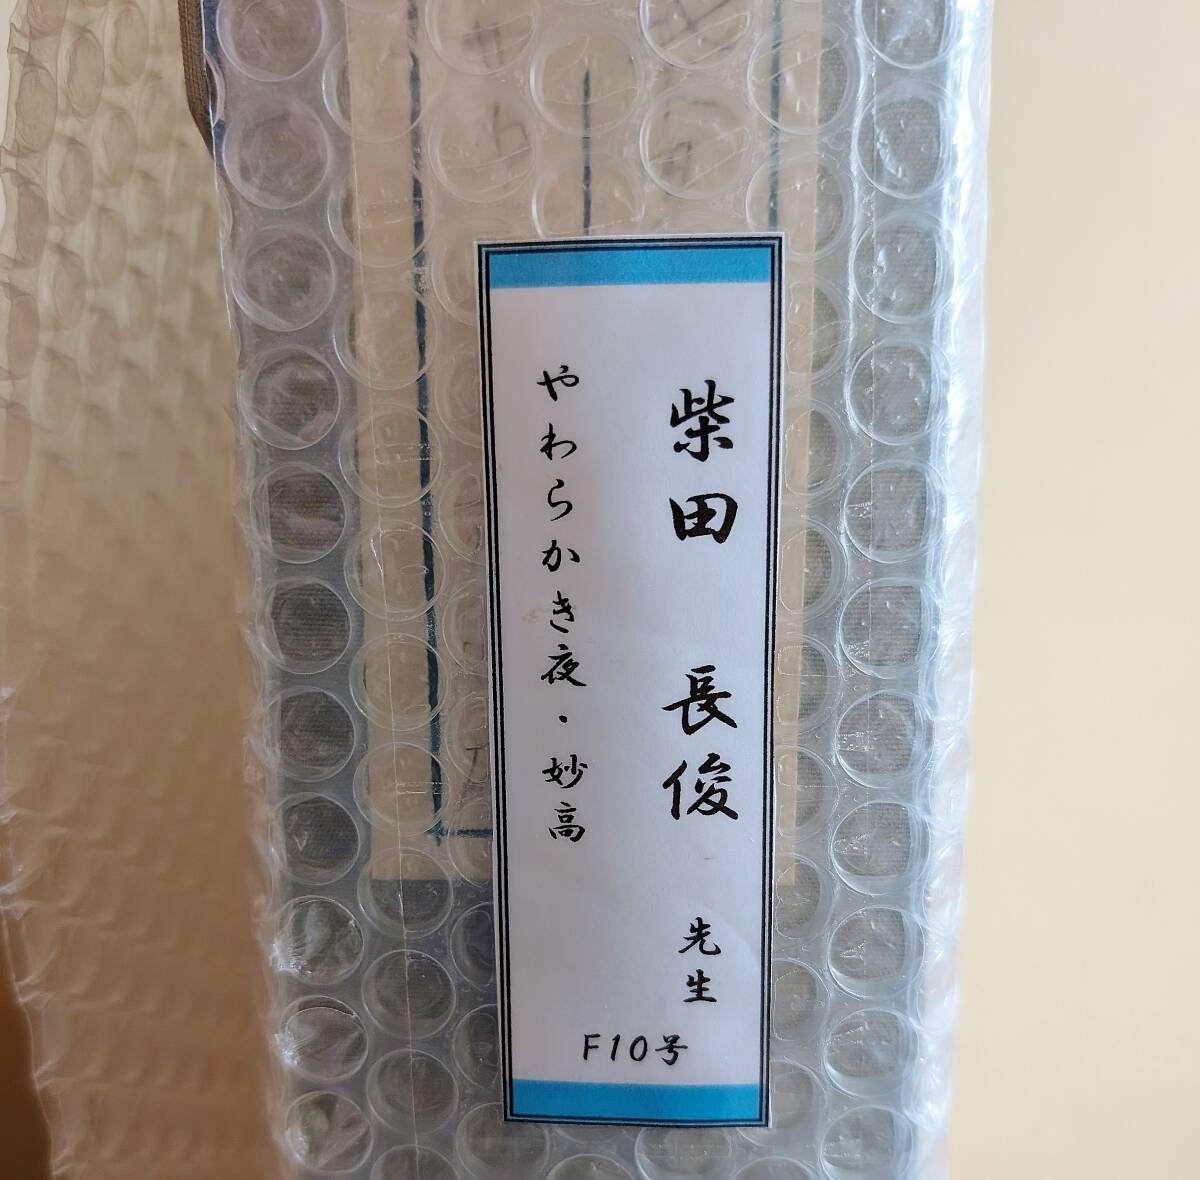 柴田 長俊 先生
やわらかき夜・妙高
F10号